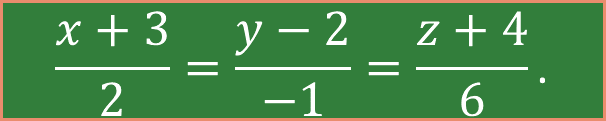 (x + 3)/2 = (y − 2)/−1 = (z + 4)/6.